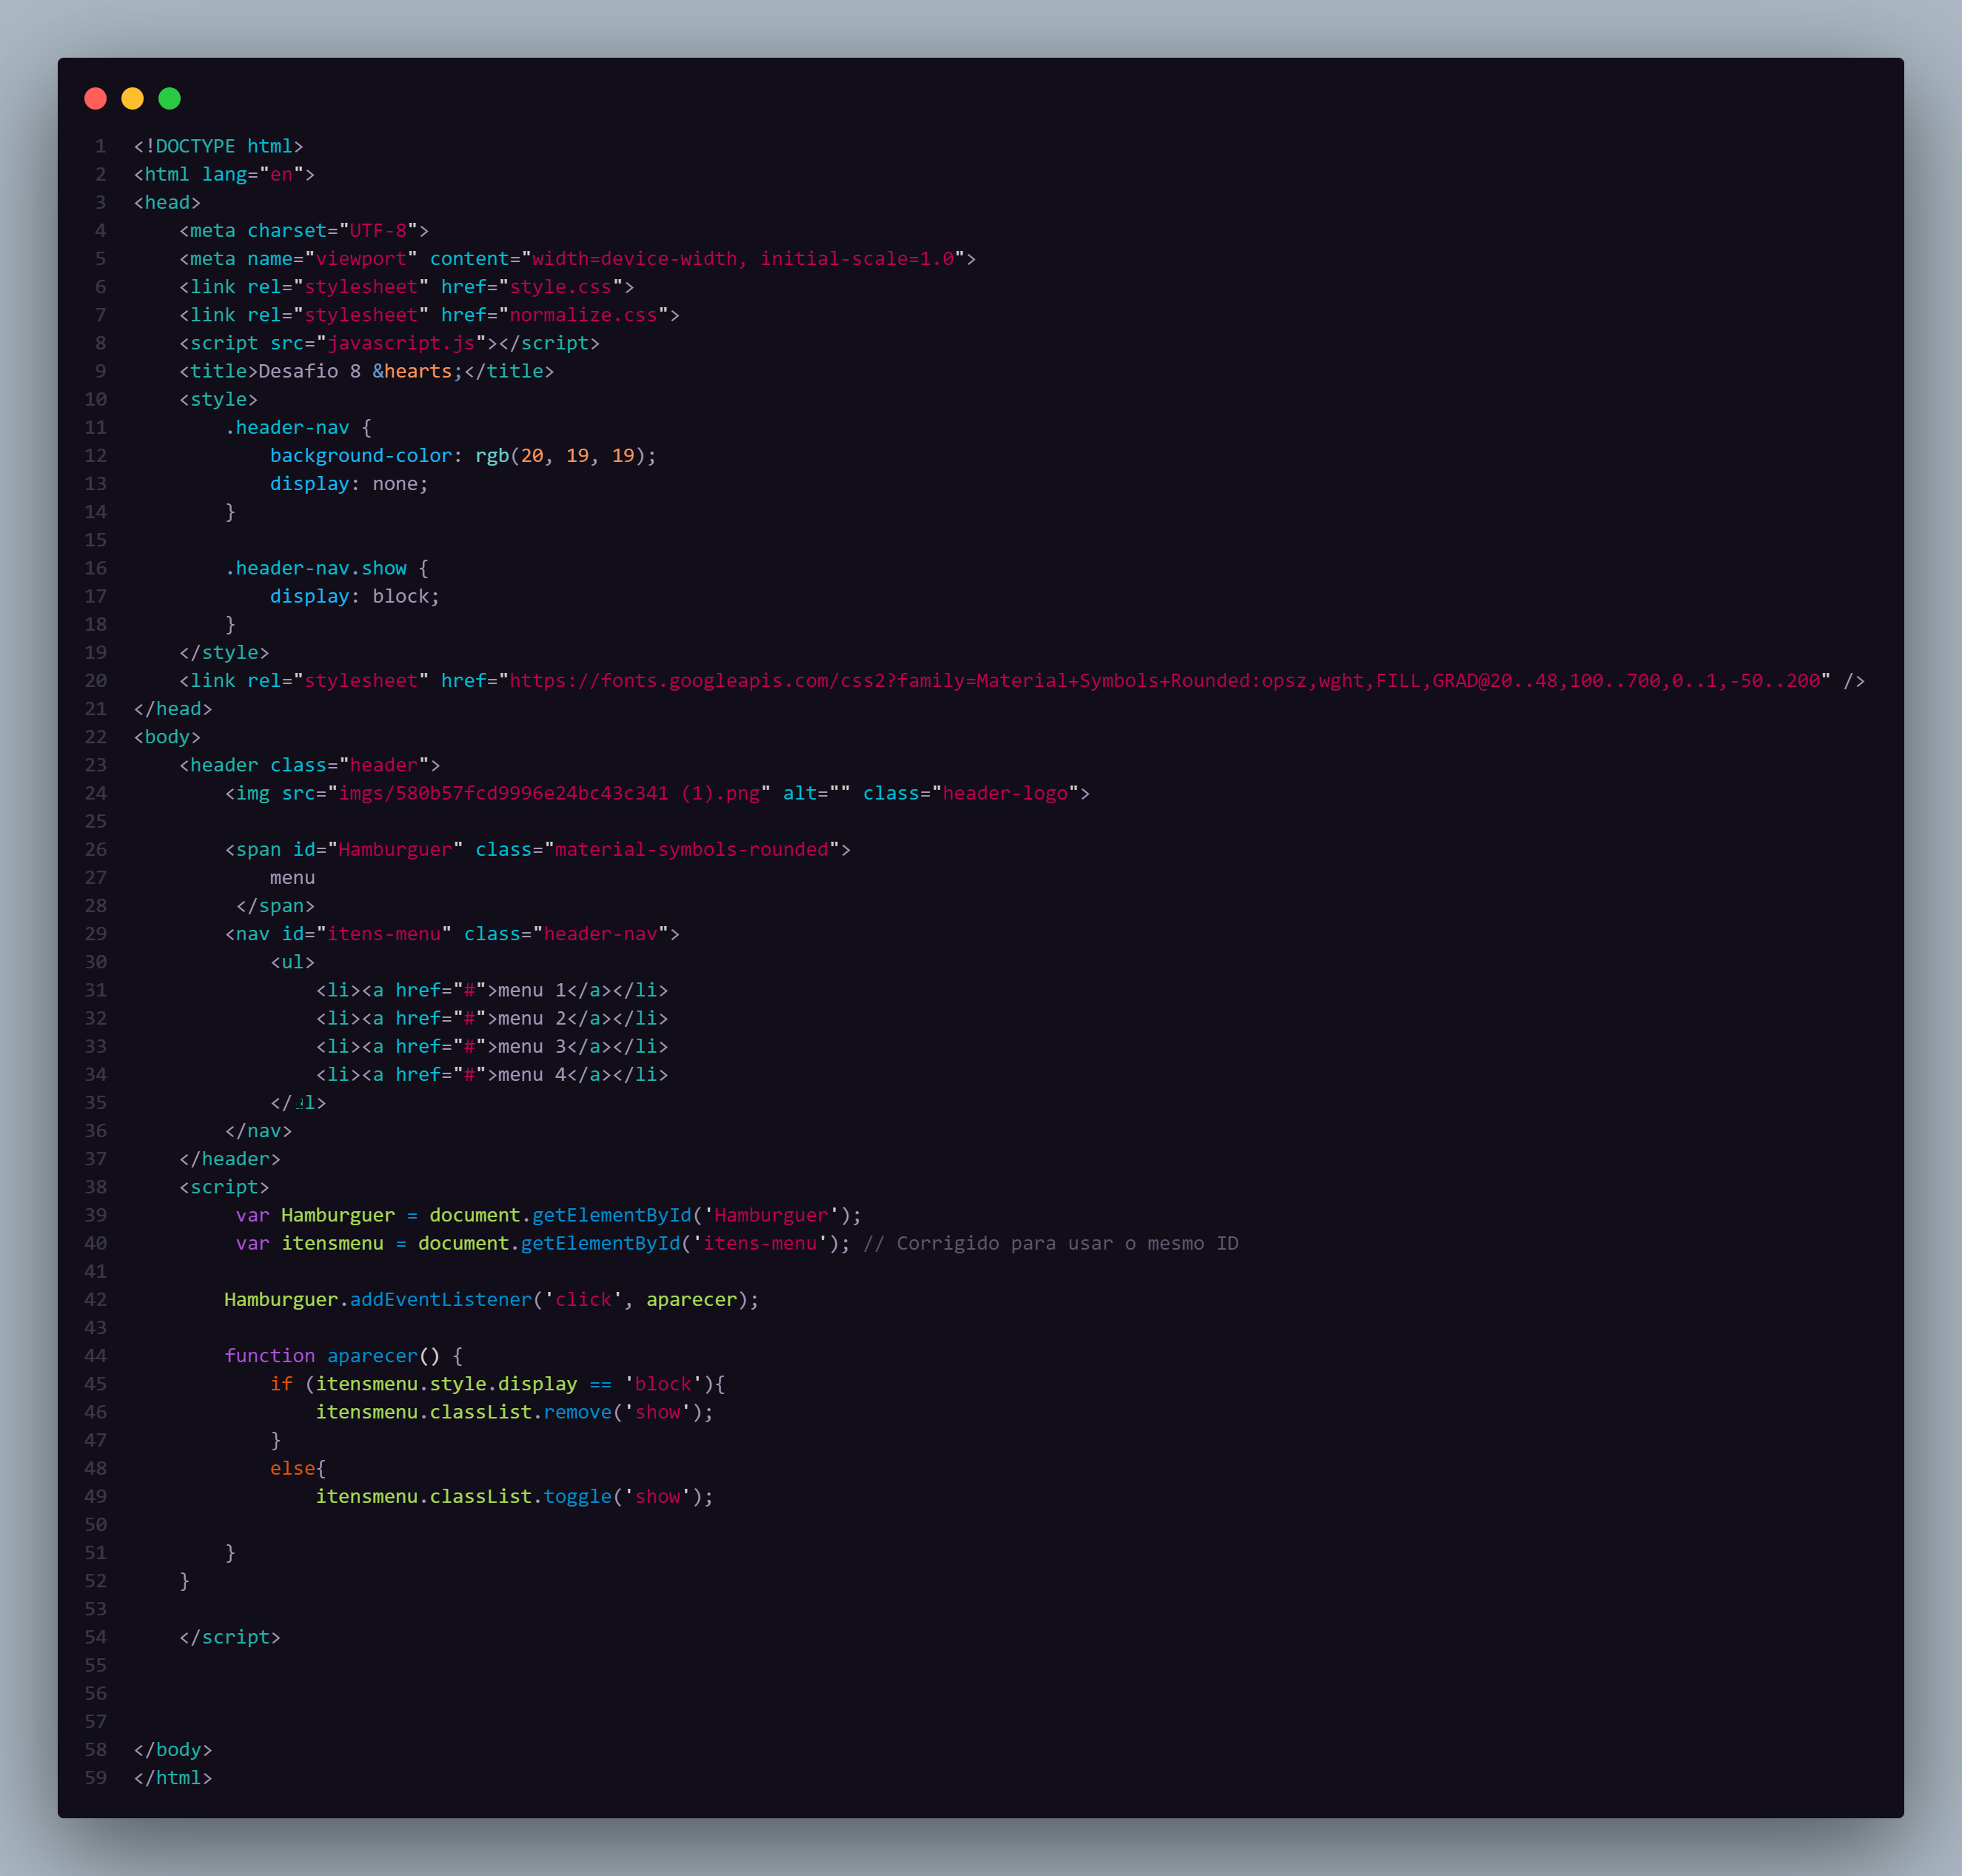 1 <!DOCTYPE html>
2 <html lang="en">
3 <head>
4     <meta charset="UTF-8">
5     <meta name="viewport" content="width=device-width, initial-scale=1.0">
6     <link rel="stylesheet" href="style.css">
7     <link rel="stylesheet" href="normalize.css">
8     <script src="javascript.js"></script>
9     <title>Desafio 8 &hearts;</title>
10     <style>
11         .header-nav {
12             background-color: rgb(20, 19, 19);
13             display: none;
14         }
15
16         .header-nav.show {
17             display: block;
18         }
19     </style>
20     <link rel="stylesheet" href="https://fonts.googleapis.com/css2?family=Material+Symbols+Rounded:opsz,wght,FILL,GRAD@20..48,100..700,0..1,-50..200" />
21 </head>
22 <body>
23     <header class="header">
24         <img src="imgs/580b57fcd9996e24bc43c341 (1).png" alt="" class="header-logo">
25
26         <span id="Hamburguer" class="material-symbols-rounded">
27             menu
28          </span>
29         <nav id="itens-menu" class="header-nav">
30             <ul>
31                 <li><a href="#">menu 1</a></li>
32                 <li><a href="#">menu 2</a></li>
33                 <li><a href="#">menu 3</a></li>
34                 <li><a href="#">menu 4</a></li>
35
36         </nav>
37     </header>
38     <script>
39          var Hamburguer = document.getElementById('Hamburguer');
40          var itensmenu = document.getElementById('itens-menu'); // Corrigido para usar o mesmo ID
41
42         Hamburguer.addEventListener('click', aparecer);
43
44         function aparecer() {
45             if (itensmenu.style.display == 'block'){
46                 itensmenu.classList.remove('show');
47             }
48             else{
49                 itensmenu.classList.toggle('show');
50
51         }
52     }
53
54     </script>
55
56
57
58 </body>
59 </html>